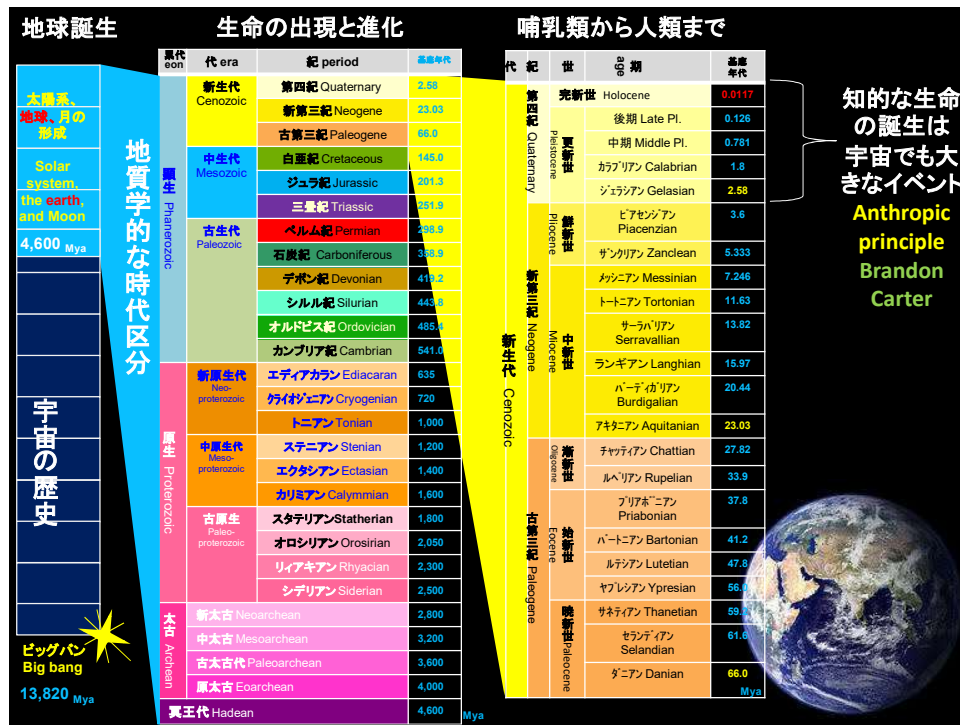 地球誕生
生命の出現と進化
哺乳類から人類まで
太陽系、
地球、月の
形成
Solar
system,
the earth,
and Moon
4,600 Mya
宇宙の歴史
ビッグバン
Big bang
13,820 Mya
地質学的な時代区分
累代 eon
代 era
紀 period
基底年代
顕生 Phanerozoic
新生代
Cenozoic
第四紀 Quaternary 2.58
新第三紀 Neogene 23.03
古第三紀 Paleogene 66.0
中生代
Mesozoic
白亜紀 Cretaceous 145.0
ジュラ紀 Jurassic 201.3
三畳紀 Triassic 251.9
古生代
Paleozoic
ペルム紀 Permian 298.9
石炭紀 Carboniferous 358.9
デボン紀 Devonian 419.2
シルル紀 Silurian 443.8
オルドビス紀 Ordovician 485.4
カンブリア紀 Cambrian 541.0
原生 Proterozoic
新原生代
Neo-
proterozoic
エディアカラン Ediacaran 635
クライオジェニアン Cryogenian 720
トニアン Tonian 1,000
中原生代
Meso-
proterozoic
ステニアン Stenian 1,200
エクタシアン Ectasian 1,400
カリミアン Calymmian 1,600
古原生
Paleo-
proterozoic
スタテリアンStatherian 1,800
オロシリアン Orosirian 2,050
リィアキアン Rhyacian 2,300
シデリアン Siderian 2,500
太古 Archean
新太古 Neoarchean 2,800
中太古 Mesoarchean 3,200
古太古代 Paleoarchean 3,600
原太古 Eoarchean 4,000
冥王代 Hadean 4,600 Mya
代
紀
世
期 age
基底
年代
新生代 Cenozoic
第四紀 Quaternary
完新世 Holocene 0.0117
更新世 Pleistocene
後期 Late Pl. 0.126
中期 Middle Pl. 0.781
カラブリアン Calabrian 1.8
ジェラシアン Gelasian 2.58
新第三紀 Neogene
鮮新世 Pliocene
ピアセンジアン
Piacenzian 3.6
ザンクリアン Zanclean 5.333
中新世 Miocene
メッシニアン Messinian 7.246
トートニアン Tortonian 11.63
サーラバリアン
Serravallian 13.82
ランギアン Langhian 15.97
バーディガリアン
Burdigalian 20.44
アキタニアン Aquitanian 23.03
古第三紀 Paleogene
漸新世 Oligocene
チャッティアン Chattian 27.82
ルペリアン Rupelian 33.9
始新世 Eocene
プリアボニアン
Priabonian 37.8
バートニアン Bartonian 41.2
ルテシアン Lutetian 47.8
ヤプレシアン Ypresian 56.0
暁新世 Paleocene
サネティアン Thanetian 59.2
セランディアン
Selandian 61.6
ダニアン Danian 66.0
Mya
知的な生命
の誕生は
宇宙でも大
きなイベント
Anthropic
principle
Brandon
Carter